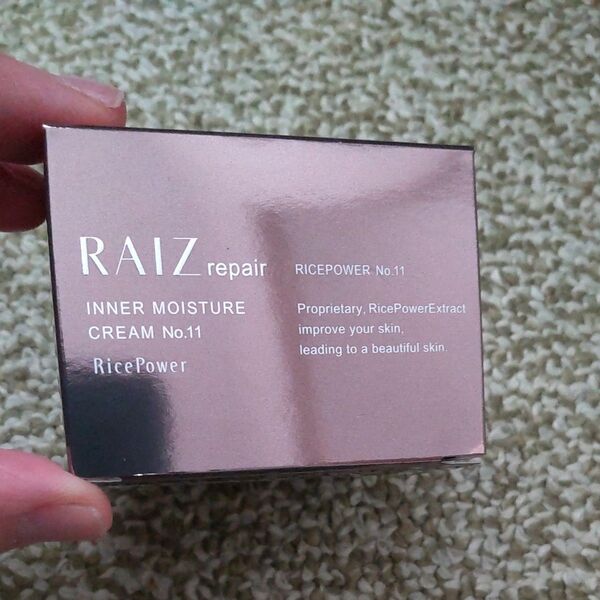 RAIZ repair
INNER MOISTURE
CREAM No.11
RicePower
RICEPOWER No.11
Proprietary, RicePowerExtract
improve your skin,
leading to a beautiful skin.